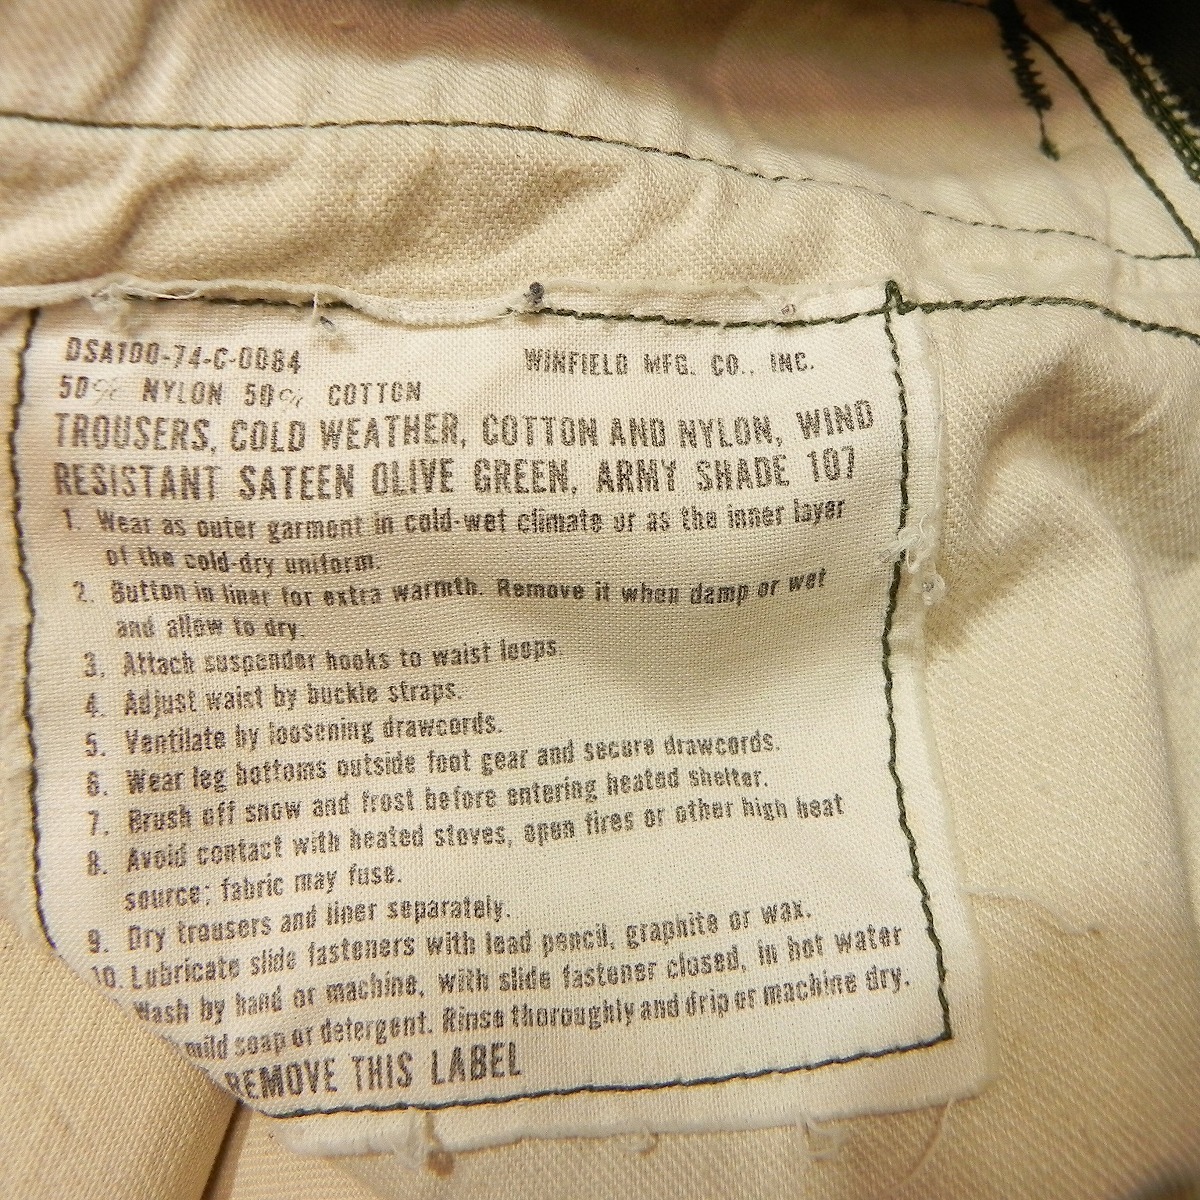 DSA100-74-C-0084 WINFIELD MFG. CO., INC.
50% NYLON 50% COTTON
TROUSERS, COLD WEATHER, COTTON AND NYLON, WIND
RESISTANT SATEEN OLIVE GREEN, ARMY SHADE 107
1. Wear as outer garment in cold-wet climate or as the inner layer
of the cold-dry uniform.
2. Button in liner for extra warmth. Remove it when damp or wet
and allow to dry.
3. Attach suspender hooks to waist loops.
4. Adjust waist by buckle straps.
5. Ventilate by loosening drawcords.
6. Wear leg bottoms outside foot gear and secure drawcords.
7. Brush off snow and frost before entering heated shelter.
8. Avoid contact with heated stoves, open fires or other high heat
source; fabric may fuse.
9. Dry trousers and liner separately.
10. Lubricate slide fasteners with lead pencil, graphite or wax.
Wash by hand or machine, with slide fastener closed, in hot water
mild soap or detergent. Rinse thoroughly and drip or machine dry.
REMOVE THIS LABEL